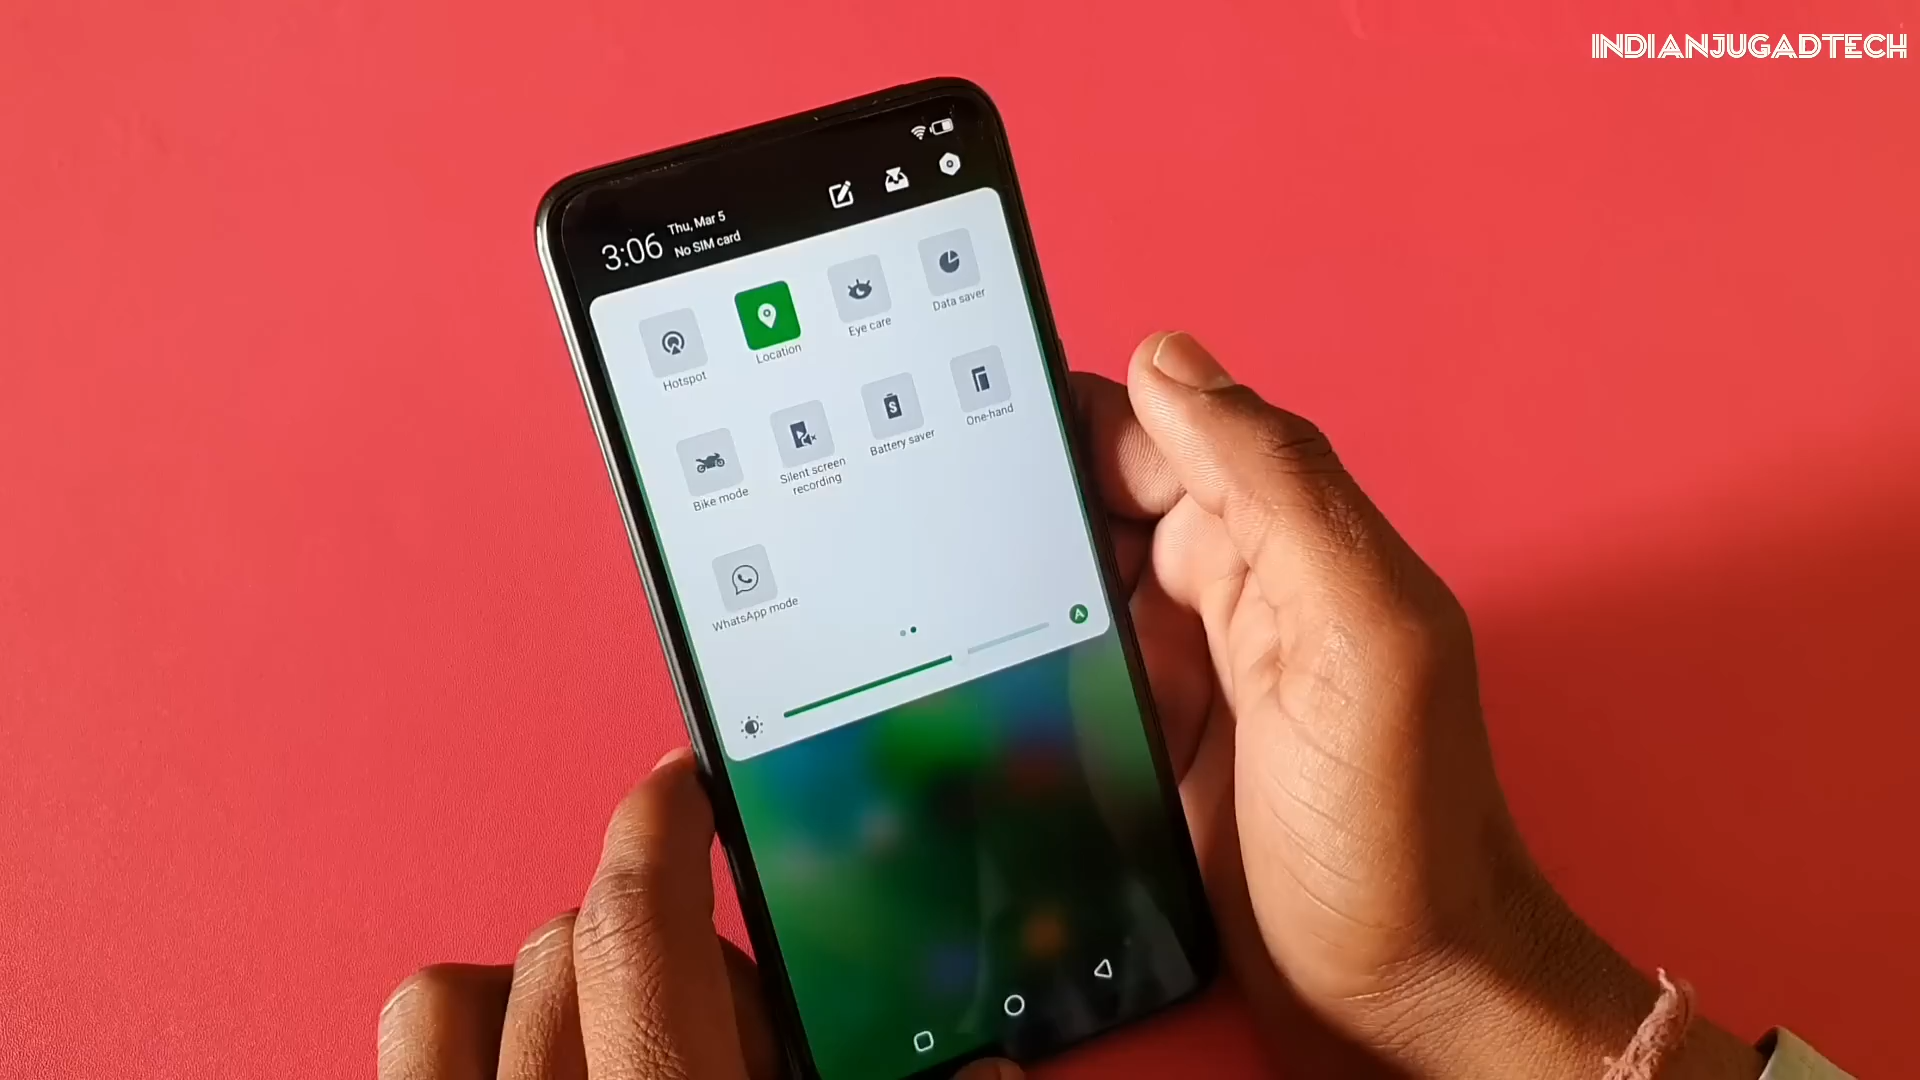 INDIANJUGADTECH
3:06
Thu, Mar 5
No SIM card
Hotspot
Location
Eye care
Data saver
Bike mode
Silent screen
recording
Battery saver
One-hand
WhatsApp mode
A